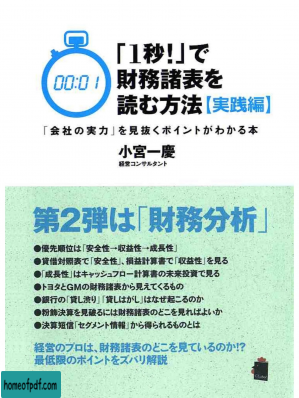 00:01
「1秒!」で
財務諸表を
読む方法【実践編】
「会社の実力」を見抜くポイントがわかる本
小宮一慶
経営コンサルタント
第2弾は「財務分析」
●優先順位は「安全性→収益性→成長性」
●貸借対照表で「安全性」、損益計算書で「収益性」を見る
●「成長性」はキャッシュフロー計算書の未来投資で見る
●トヨタとGMの財務諸表から見えてくるもの
●銀行の「貸し渋り」「貸しはがし」はなぜ起こるのか
●粉飾決算を見破るには財務諸表のどこを見ればよいか
●決算短信「セグメント情報」から得られるものとは
経営のプロは、財務諸表のどこを見ているのか!?
最低限のポイントをズバリ解説
homeofpdf.com